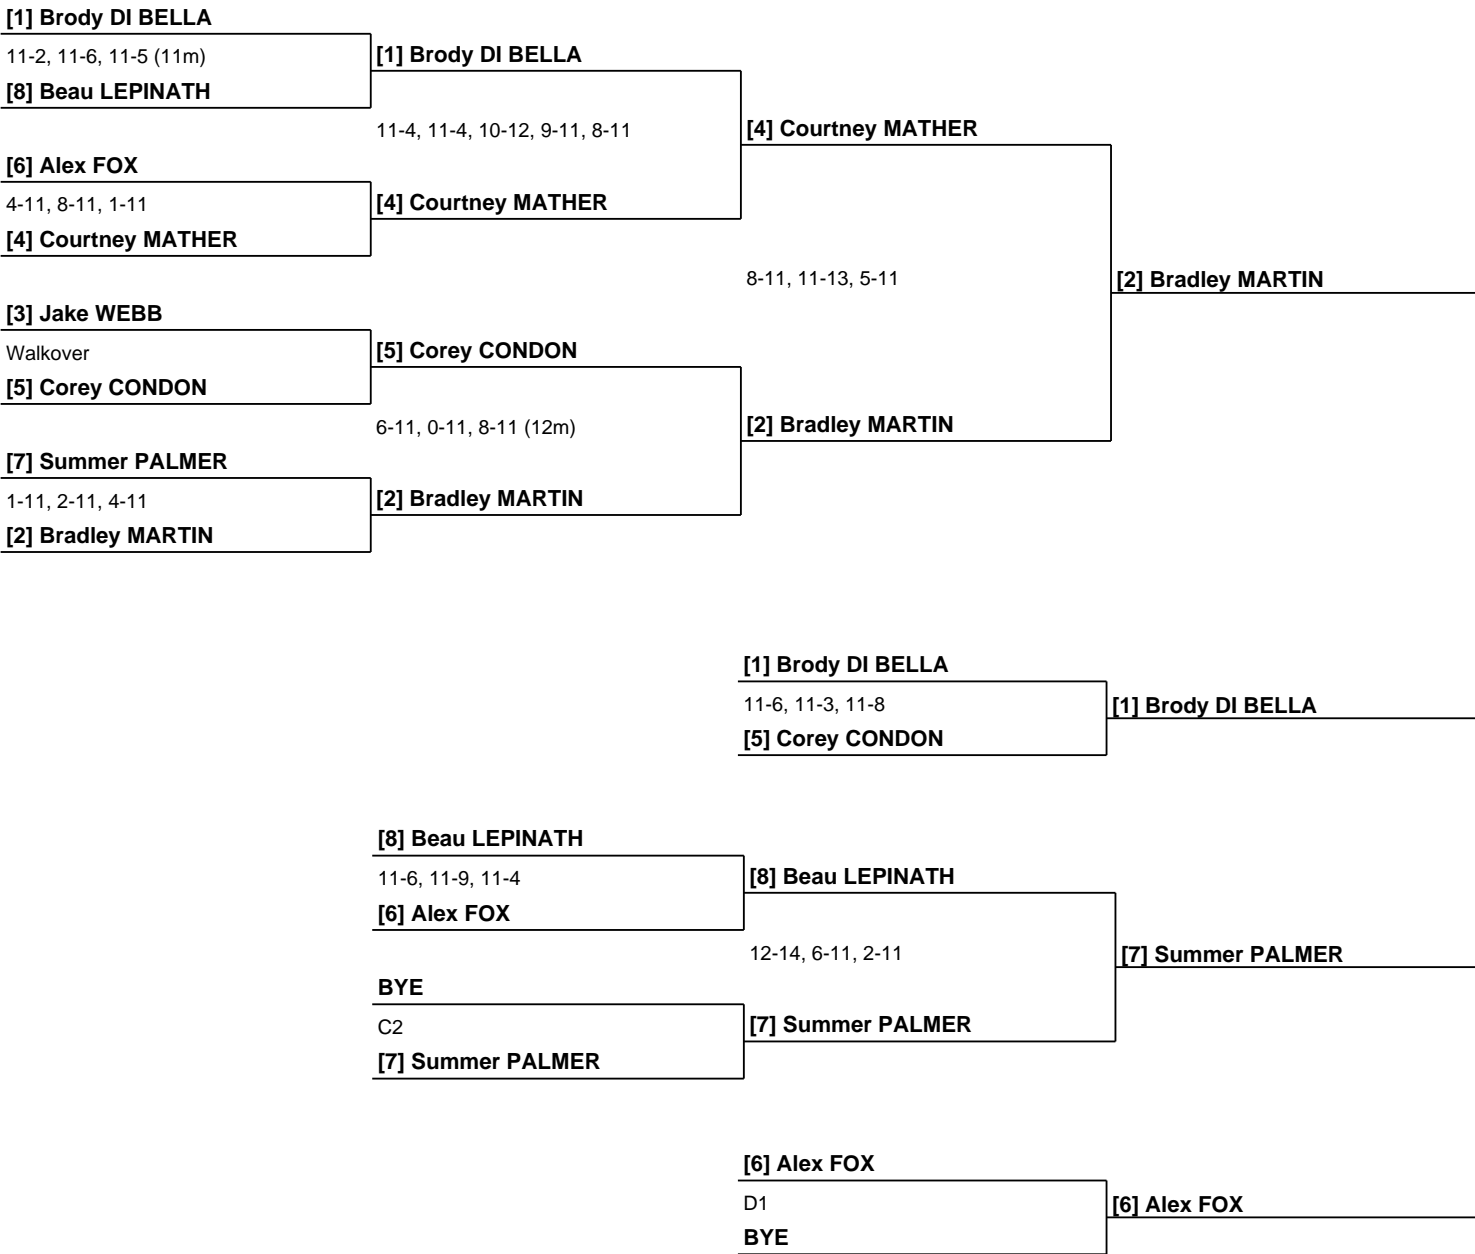 [1] Brody DI BELLA
11-2, 11-6, 11-5 (11m)
[8] Beau LEPINATH
[1] Brody DI BELLA
11-4, 11-4, 10-12, 9-11, 8-11
[4] Courtney MATHER
[6] Alex FOX
4-11, 8-11, 1-11
[4] Courtney MATHER
[4] Courtney MATHER
8-11, 11-13, 5-11
[2] Bradley MARTIN
[3] Jake WEBB
Walkover
[5] Corey CONDON
[5] Corey CONDON
6-11, 0-11, 8-11 (12m)
[2] Bradley MARTIN
[7] Summer PALMER
1-11, 2-11, 4-11
[2] Bradley MARTIN
[2] Bradley MARTIN
[1] Brody DI BELLA
11-6, 11-3, 11-8
[5] Corey CONDON
[1] Brody DI BELLA
[8] Beau LEPINATH
11-6, 11-9, 11-4
[6] Alex FOX
[8] Beau LEPINATH
12-14, 6-11, 2-11
[7] Summer PALMER
BYE
C2
[7] Summer PALMER
[7] Summer PALMER
[6] Alex FOX
D1
BYE
[6] Alex FOX